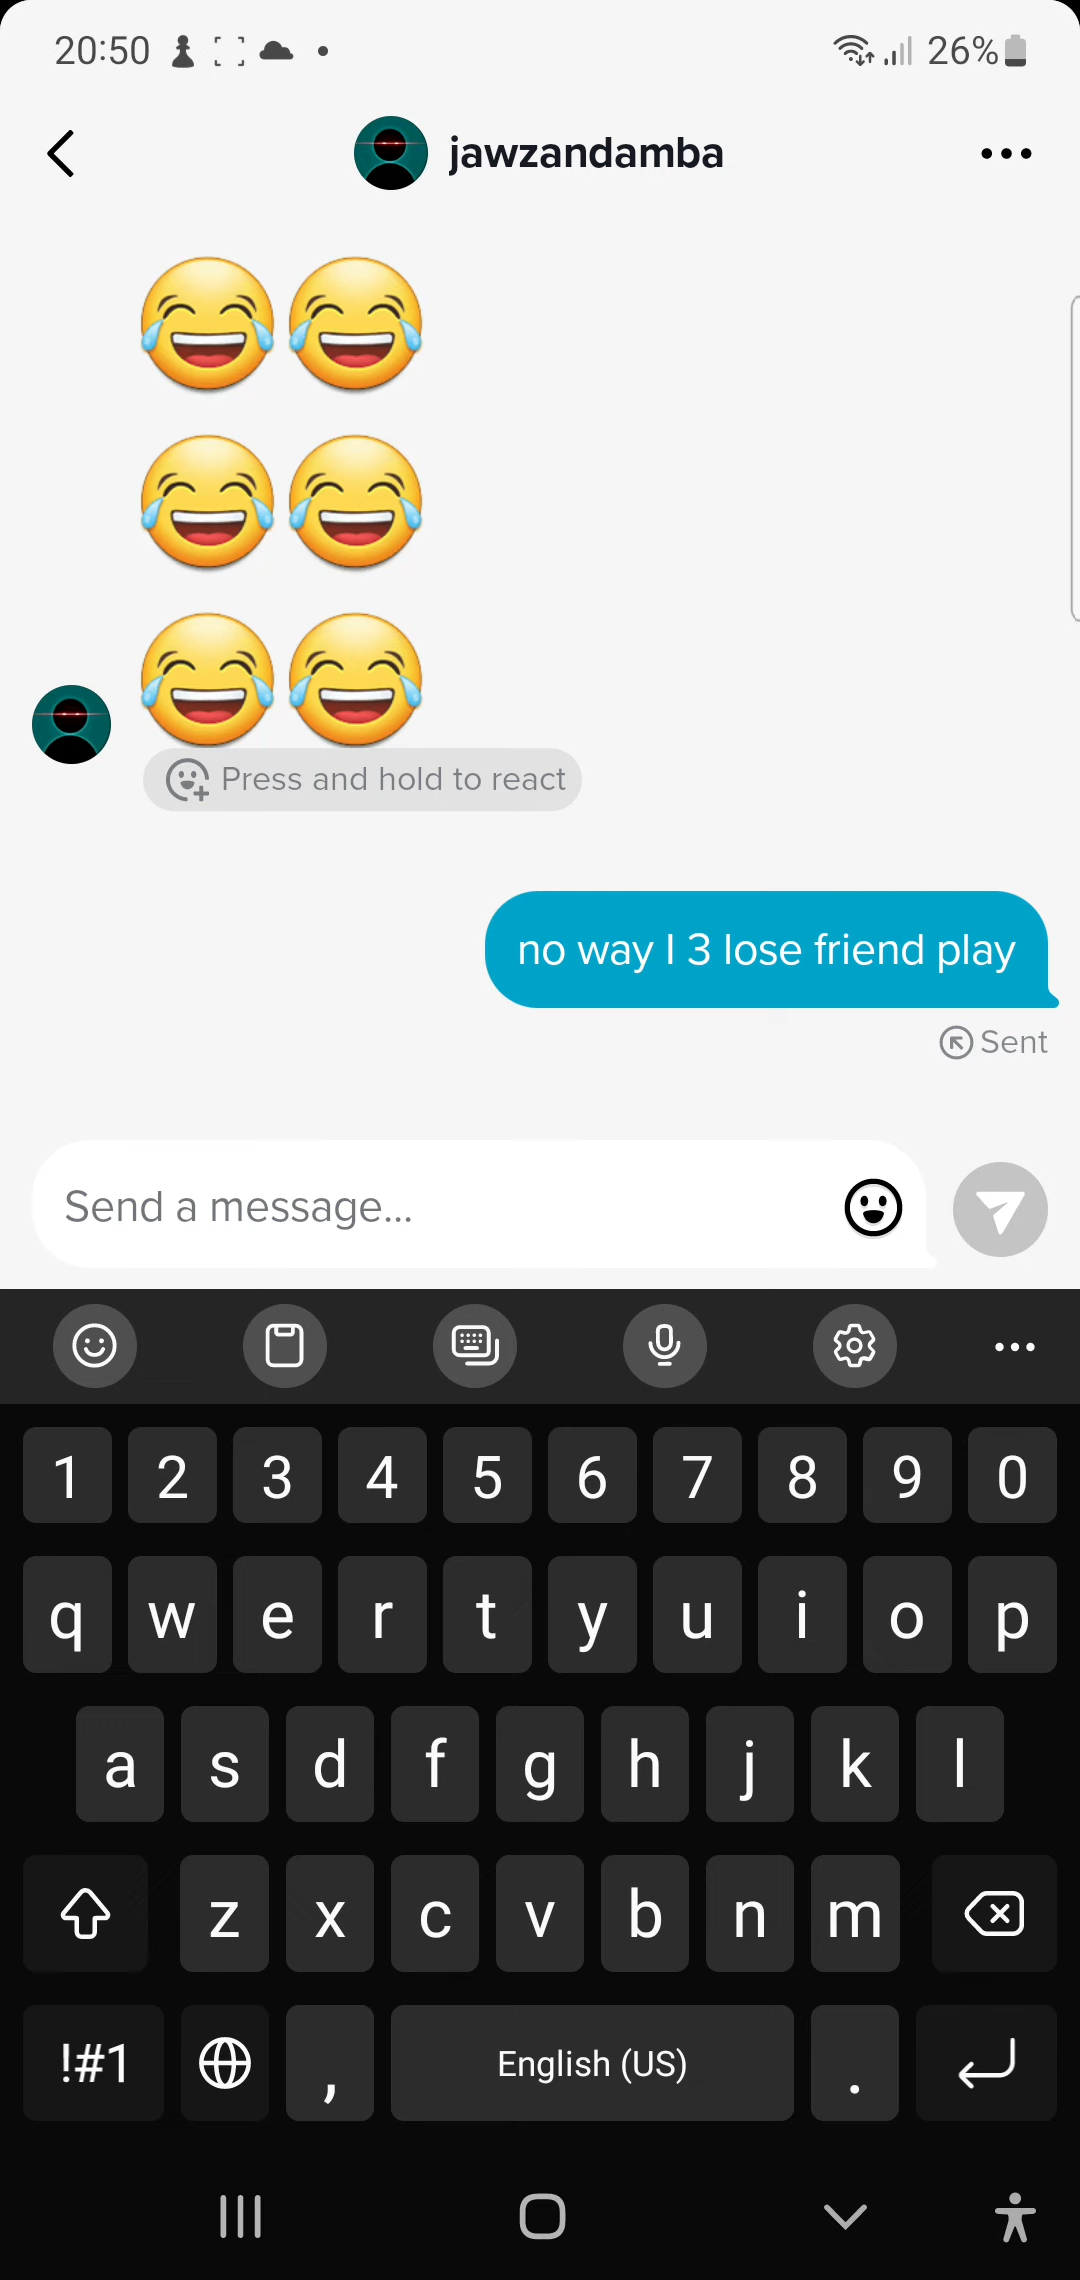 20:50
26%
jawzandamba
😂😂
😂😂
😂😂
Press and hold to react
no way I 3 lose friend play
Sent
Send a message...
1 2 3 4 5 6 7 8 9 0
q w e r t y u i o p
a s d f g h j k l
z x c v b n m
!#1 , English (US) .